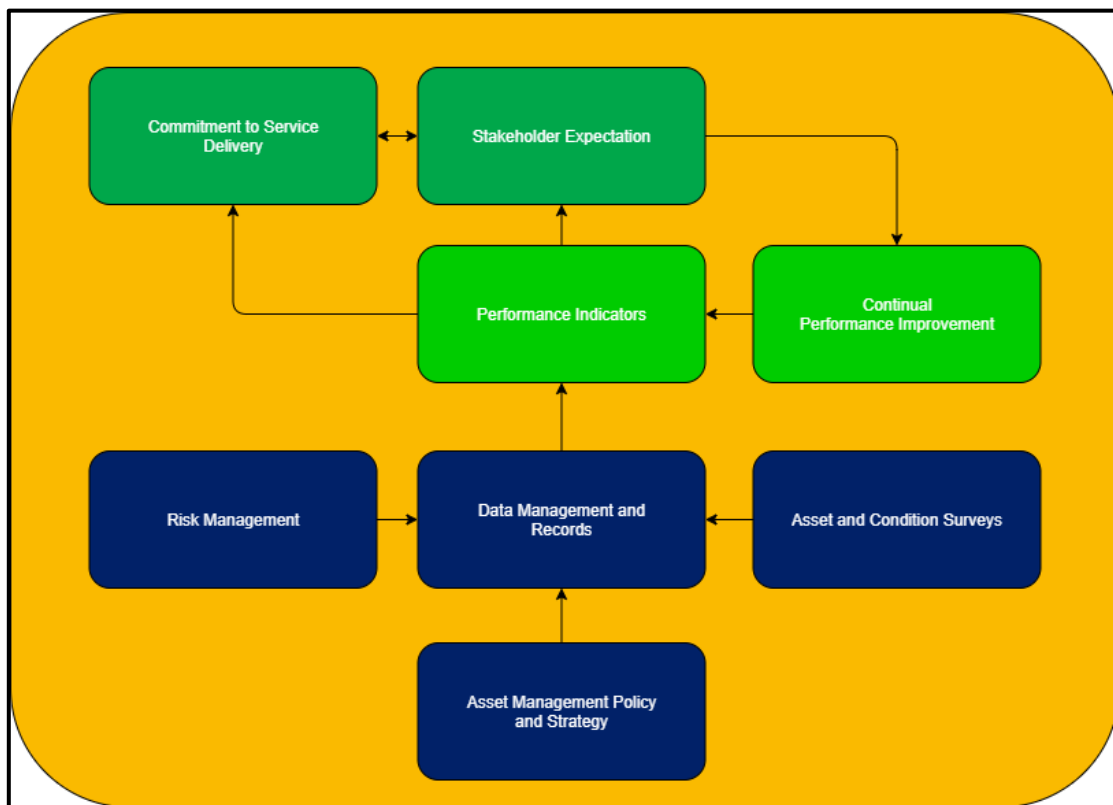 Commitment to Service
Delivery
Stakeholder Expectation
Performance Indicators
Continual
Performance Improvement
Risk Management
Data Management and
Records
Asset and Condition Surveys
Asset Management Policy
and Strategy